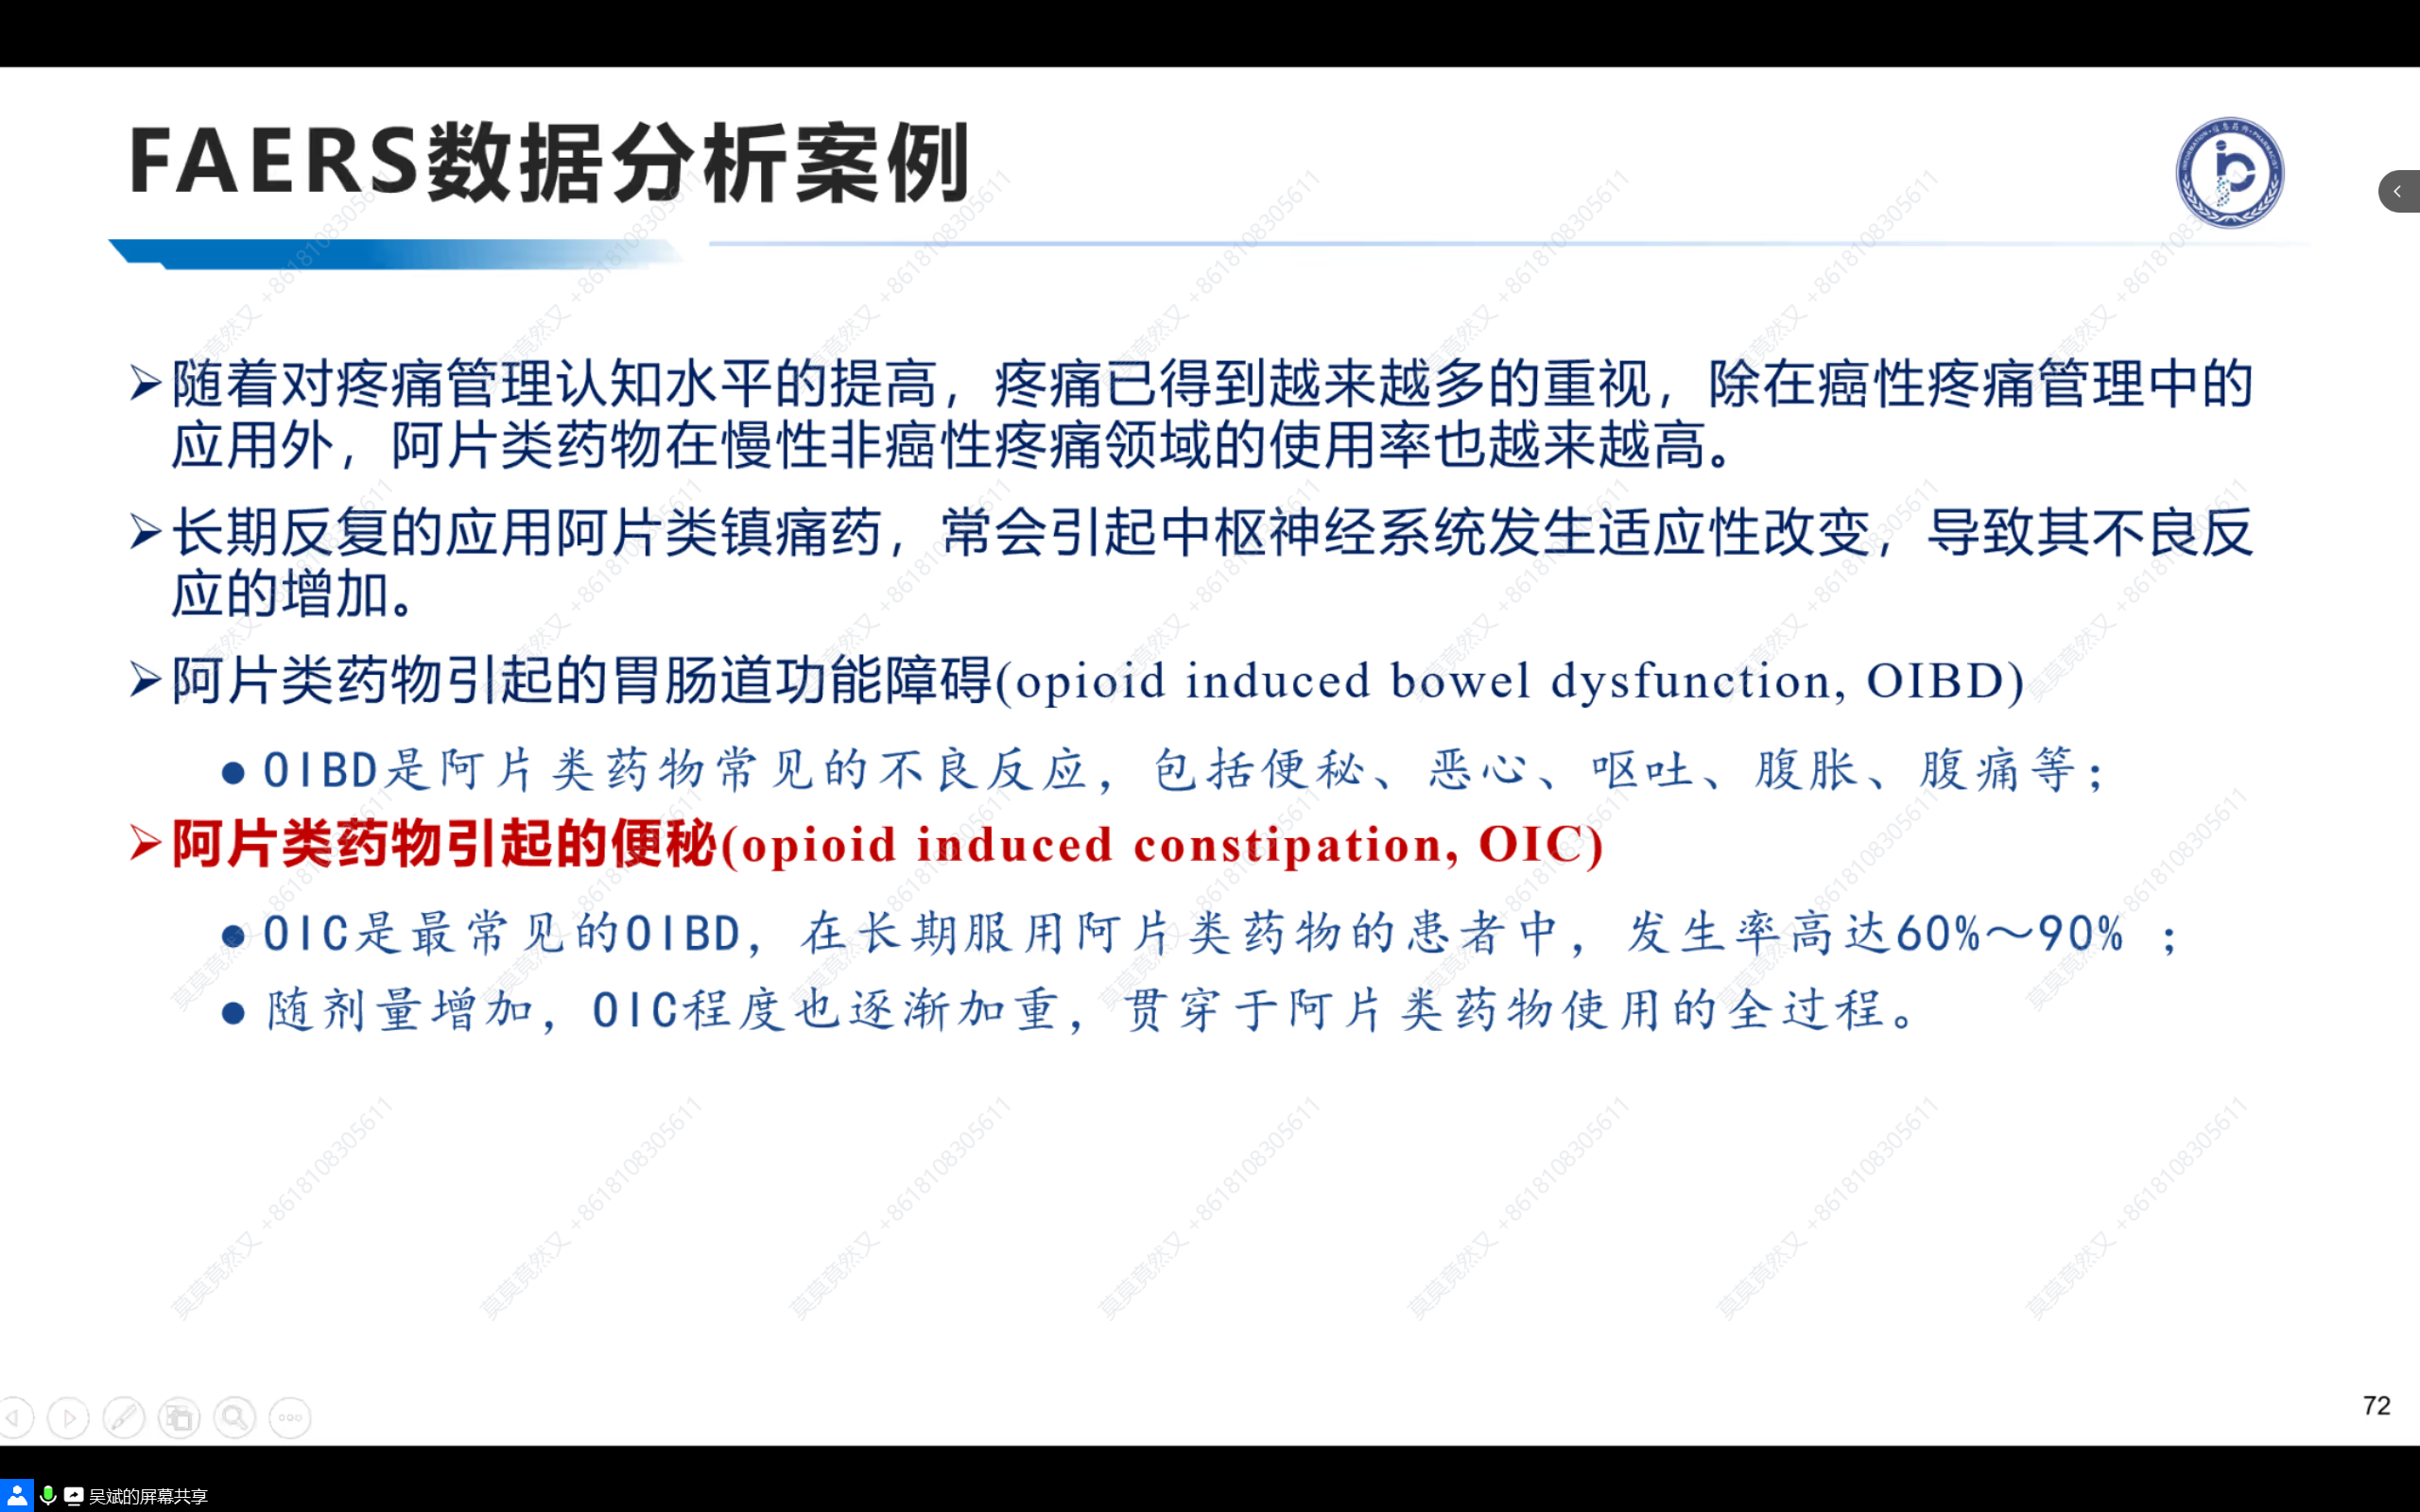 FAERS数据分析案例
随着对疼痛管理认知水平的提高，疼痛已得到越来越多的重视，除在癌性疼痛管理中的
应用外，阿片类药物在慢性非癌性疼痛领域的使用率也越来越高。
长期反复的应用阿片类镇痛药，常会引起中枢神经系统发生适应性改变，导致其不良反
应的增加。
阿片类药物引起的胃肠道功能障碍(opioid induced bowel dysfunction, OIBD)
OIBD是阿片类药物常见的不良反应，包括便秘、恶心、呕吐、腹胀、腹痛等；
阿片类药物引起的便秘(opioid induced constipation, OIC)
OIC是最常见的OIBD，在长期服用阿片类药物的患者中，发生率高达60%～90% ；
随剂量增加，OIC程度也逐渐加重，贯穿于阿片类药物使用的全过程。
莫莫竟然又 +8618108305611
72
吴斌的屏幕共享